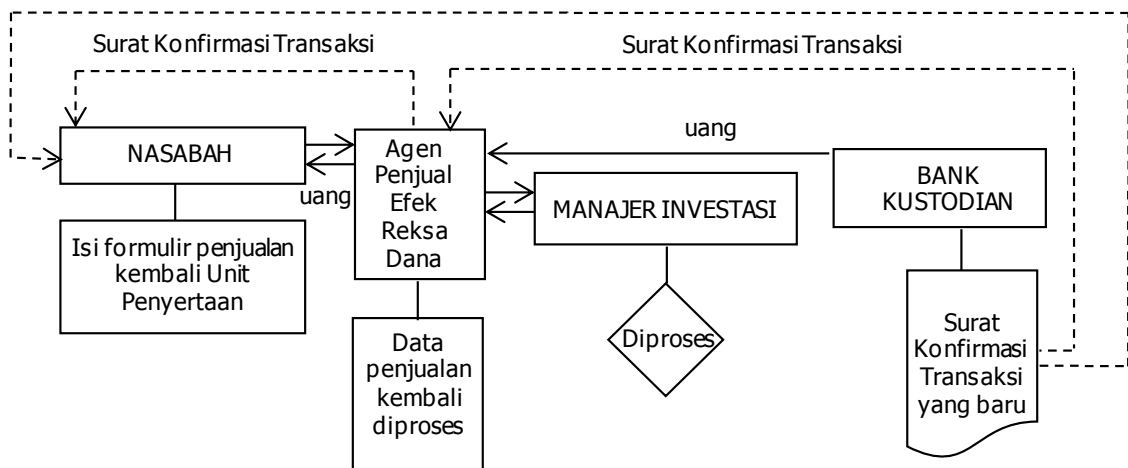 Surat Konfirmasi Transaksi
Surat Konfirmasi Transaksi
NASABAH
uang
Isi formulir penjualan
kembali Unit
Penyertaan
Agen
Penjual
Efek
Reksa
Dana
Data
penjualan
kembali
diproses
uang
MANAJER INVESTASI
Diproses
BANK
KUSTODIAN
Surat
Konfirmasi
Transaksi
yang baru